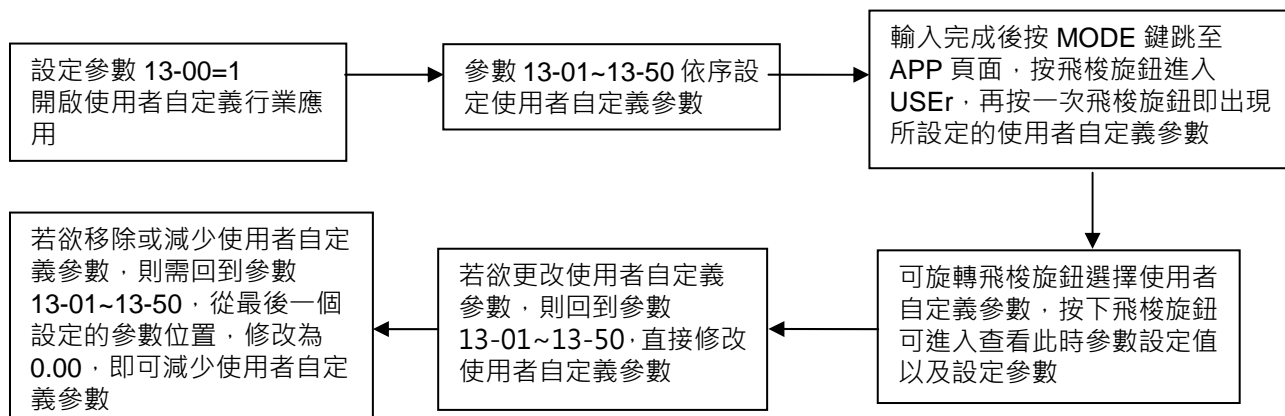 設定參數 13-00=1
開啟使用者自定義行業應
用
參數 13-01~13-50 依序設
定使用者自定義參數
輸入完成後按 MODE 鍵跳至
APP 頁面，按飛梭旋鈕進入
USEr，再按一次飛梭旋鈕即出現
所設定的使用者自定義參數
可旋轉飛梭旋鈕選擇使用者
自定義參數，按下飛梭旋鈕
可進入查看此時參數設定值
以及設定參數
若欲更改使用者自定義
參數，則回到參數
13-01~13-50，直接修改
使用者自定義參數
若欲移除或減少使用者自定
義參數，則需回到參數
13-01~13-50，從最後一個
設定的參數位置，修改為
0.00，即可減少使用者自定
義參數